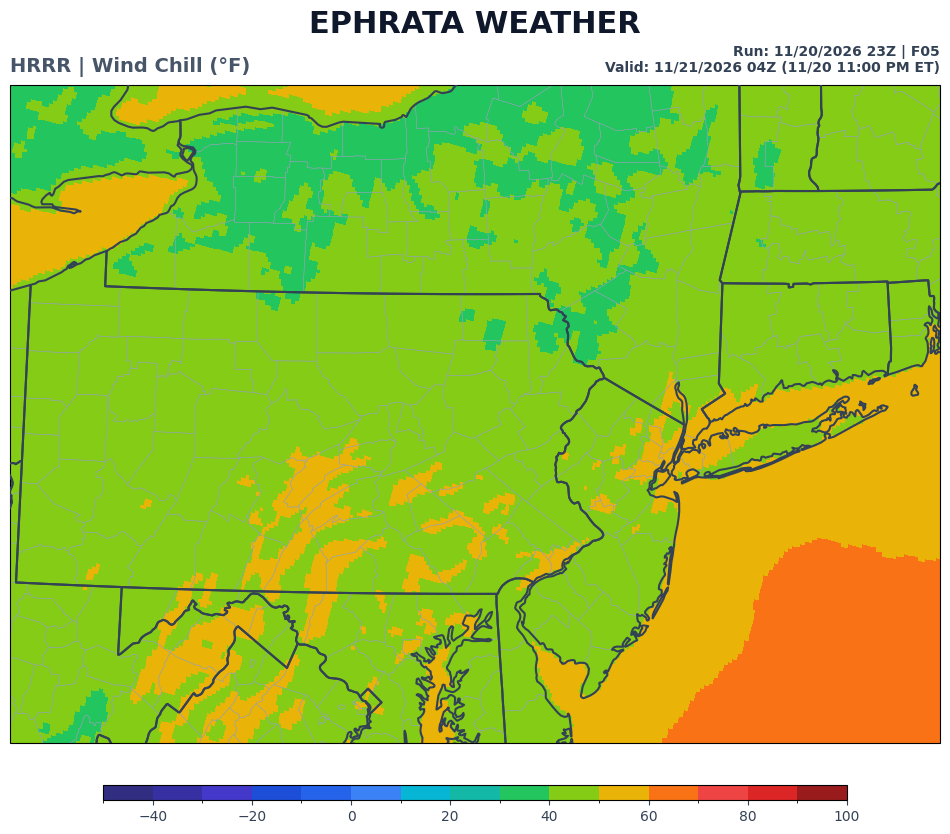 EPHRATA WEATHER
HRRR | Wind Chill (°F)
Run: 11/20/2026 23Z | F05
Valid: 11/21/2026 04Z (11/20 11:00 PM ET)
−40 −20 0 20 40 60 80 100